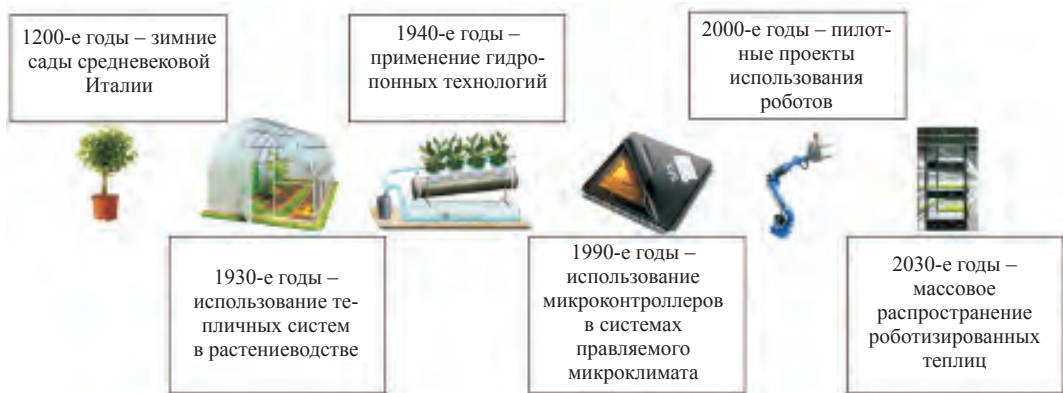 1200-е годы – зимние
сады средневековой
Италии
1940-е годы –
применение гидро-
понных технологий
2000-е годы – пилот-
ные проекты
использования
роботов
1930-е годы –
использование те-
пличных систем
в растениеводстве
1990-е годы –
использование
микроконтроллеров
в системах
правляемого
микроклимата
2030-е годы –
массовое
распространение
роботизированных
теплиц